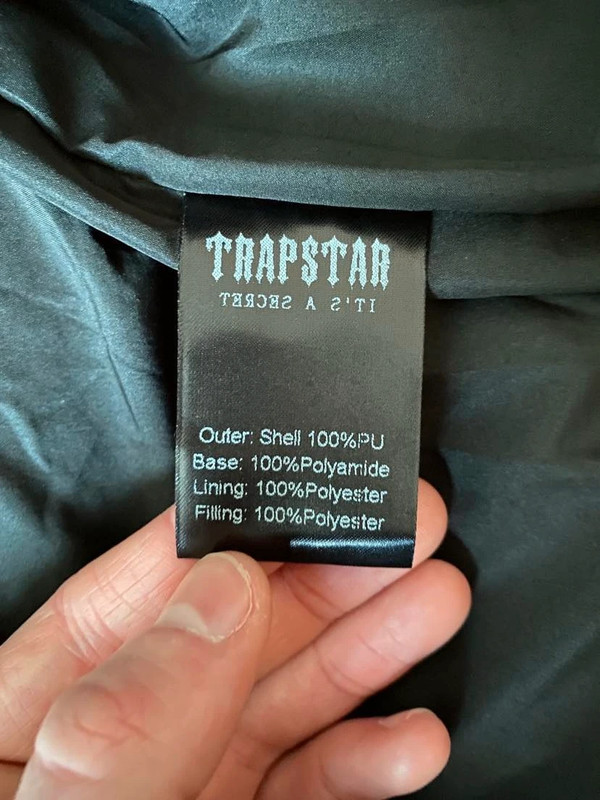 TRAPSTAR
IT'S A SECRET
Outer: Shell 100%PU
Base: 100%Polyamide
Lining: 100%Polyester
Filling: 100%Polyester